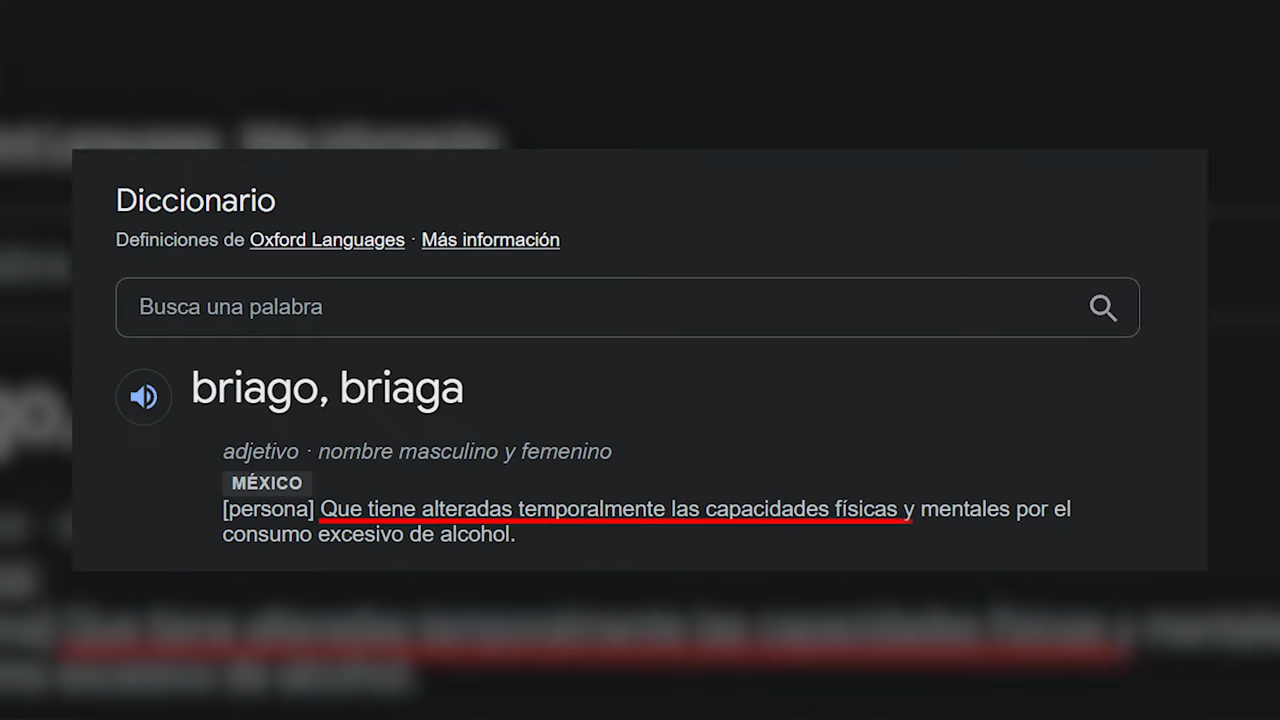 Diccionario
Definiciones de Oxford Languages · Más información
Busca una palabra
briago, briaga
adjetivo · nombre masculino y femenino
MÉXICO
[persona] Que tiene alteradas temporalmente las capacidades físicas y mentales por el
consumo excesivo de alcohol.